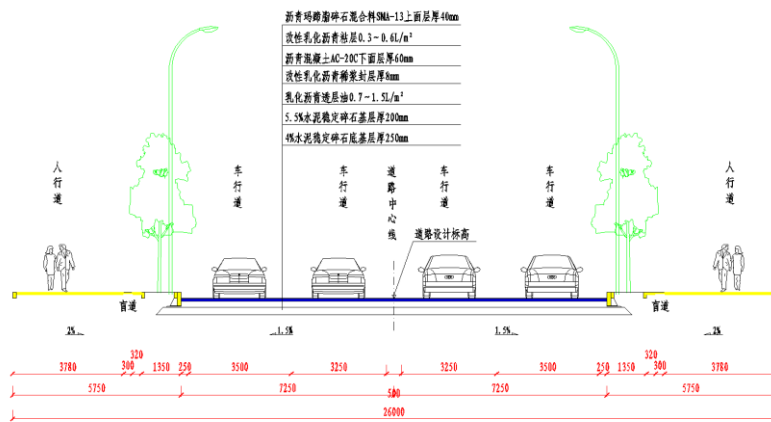 沥青玛蹄脂碎石混合料SMA-13上面层厚40mm
改性乳化沥青粘层0.3~0.6L/m²
沥青混凝土AC-20C下面层厚60mm
改性乳化沥青稀浆封层厚8mm
乳化沥青透层油0.7~1.5L/m²
5.5%水泥稳定碎石基层厚200mm
4%水泥稳定碎石底基层厚250mm
人行道
车行道
车行道
道路中心线
车行道
车行道
人行道
道路设计标高
盲道
盲道
2%
1.5%
1.5%
2%
3780
300
320
1350
250
3500
3250
3250
3500
250
1350
320
300
3780
5750
7250
500
7250
5750
26000